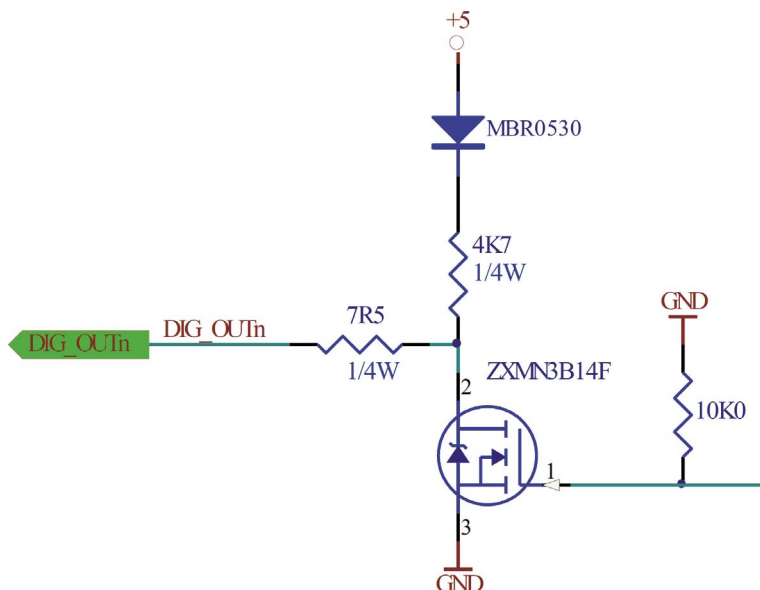 +5
MBR0530
4K7
1/4W
GND
7R5
DIG_OUTn
DIG_OUTn
1/4W
ZXMN3B14F
2
10K0
1
3
GND